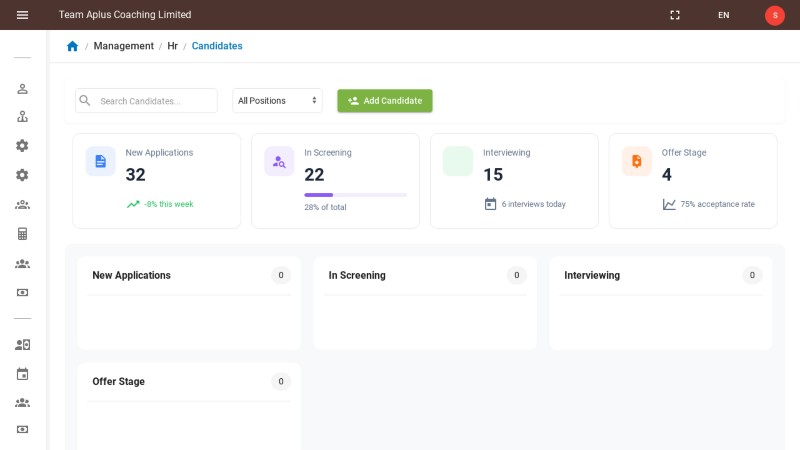 Team Aplus Coaching Limited
EN
S
/ Management / Hr / Candidates
Search Candidates...
All Positions
Add Candidate
New Applications
32
-8% this week
In Screening
22
28% of total
Interviewing
15
6 interviews today
Offer Stage
4
75% acceptance rate
New Applications 0
In Screening 0
Interviewing 0
Offer Stage 0